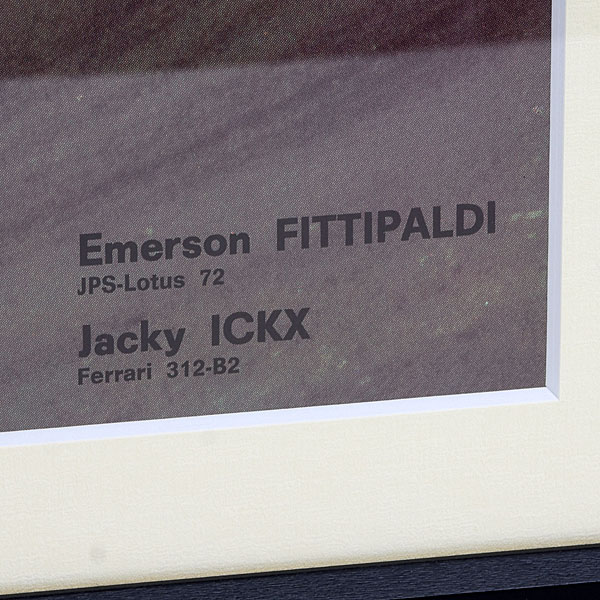 Emerson FITTIPALDI
JPS-Lotus 72
Jacky ICKX
Ferrari 312-B2